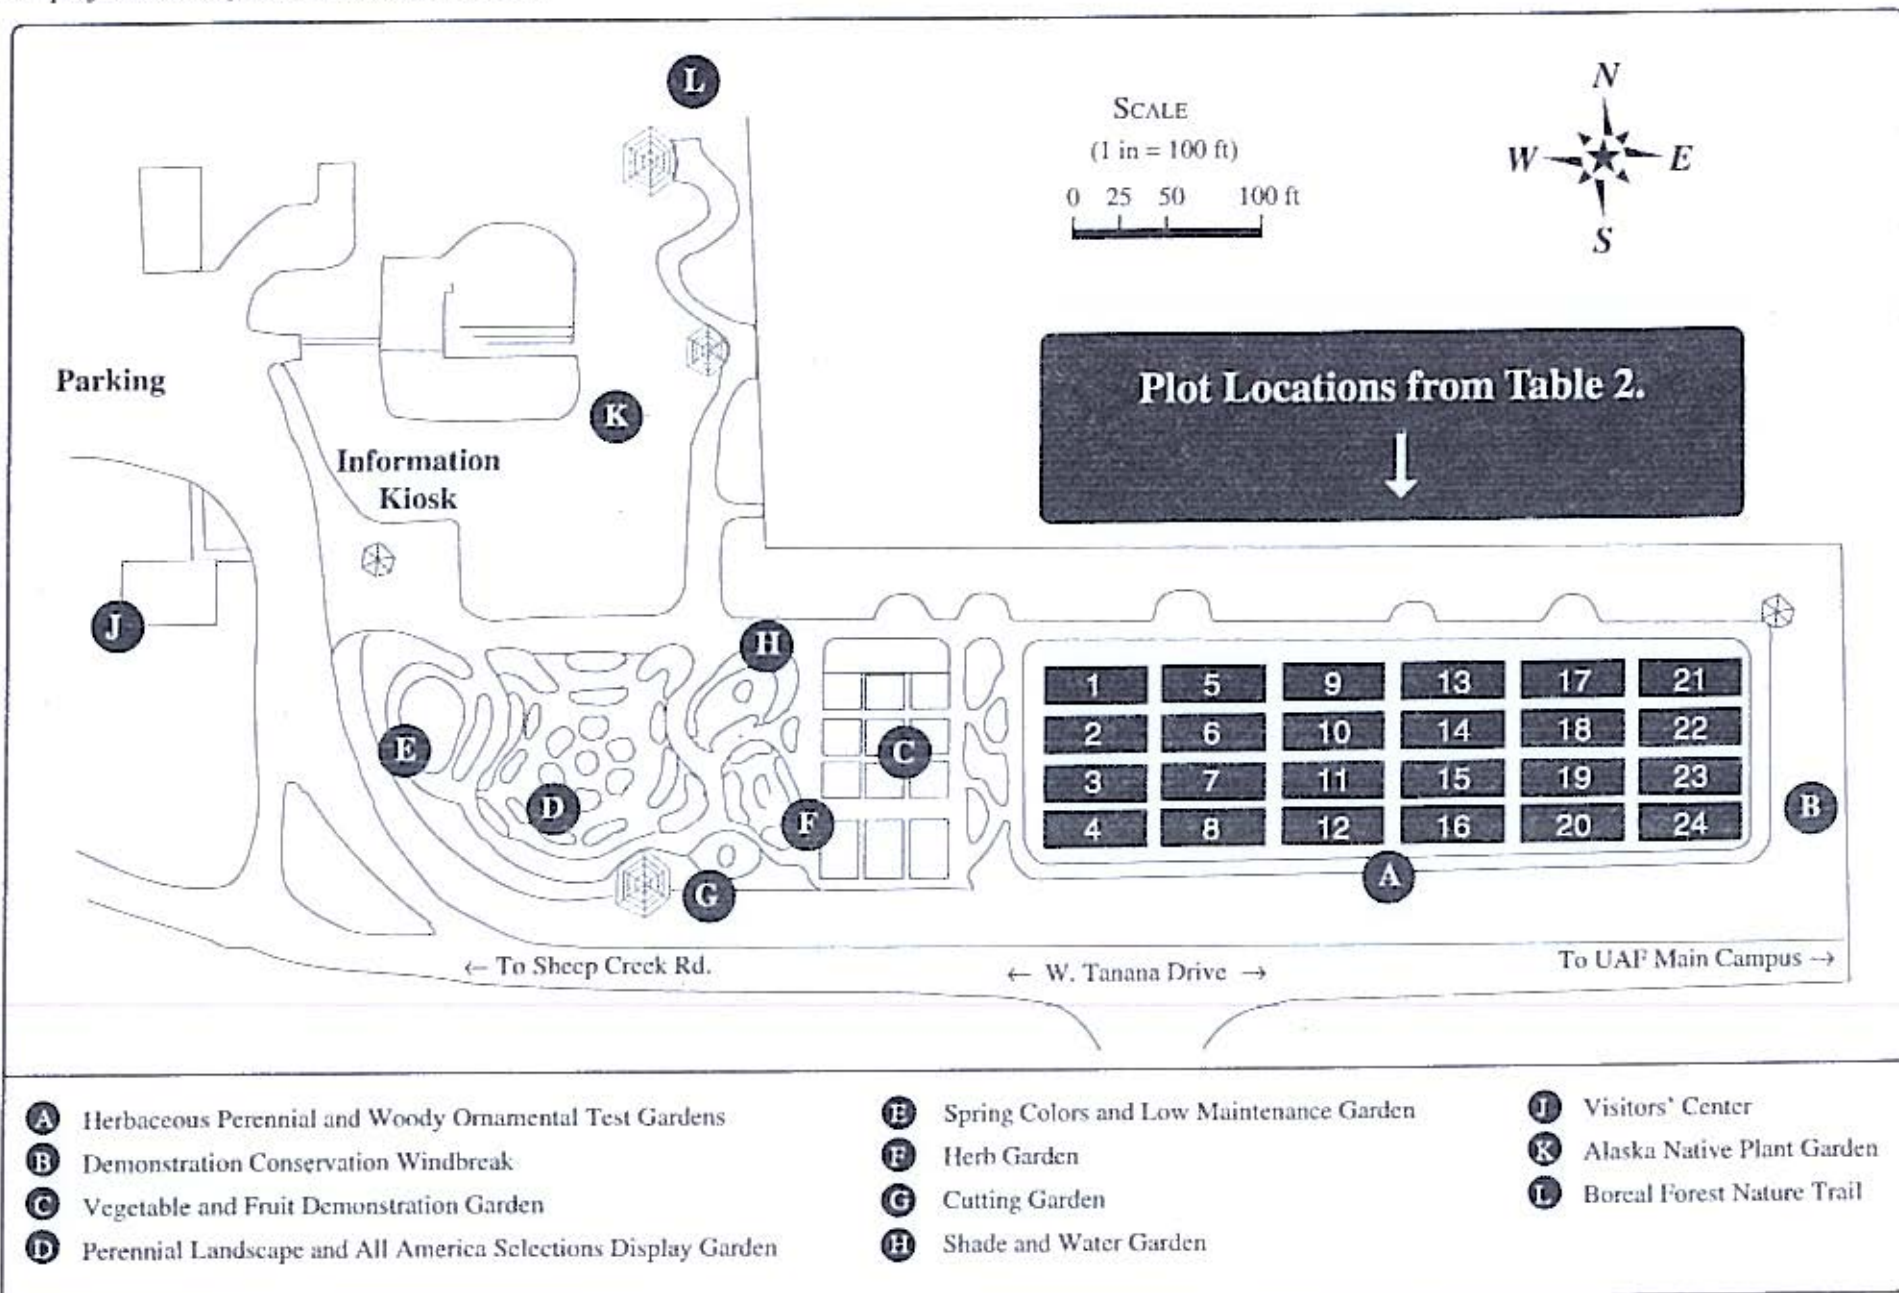 L
N
W E
S
SCALE
(1 in = 100 ft)
0 25 50 100 ft
Plot Locations from Table 2.
↓
Parking
K
Information
Kiosk
J
H
E
D
C
F
G
1 5 9 13 17 21
2 6 10 14 18 22
3 7 11 15 19 23
4 8 12 16 20 24
B
A
← To Sheep Creek Rd.
← W. Tanana Drive →
To UAF Main Campus →
A Herbaceous Perennial and Woody Ornamental Test Gardens
B Demonstration Conservation Windbreak
C Vegetable and Fruit Demonstration Garden
D Perennial Landscape and All America Selections Display Garden
E Spring Colors and Low Maintenance Garden
F Herb Garden
G Cutting Garden
H Shade and Water Garden
J Visitors' Center
K Alaska Native Plant Garden
L Boreal Forest Nature Trail